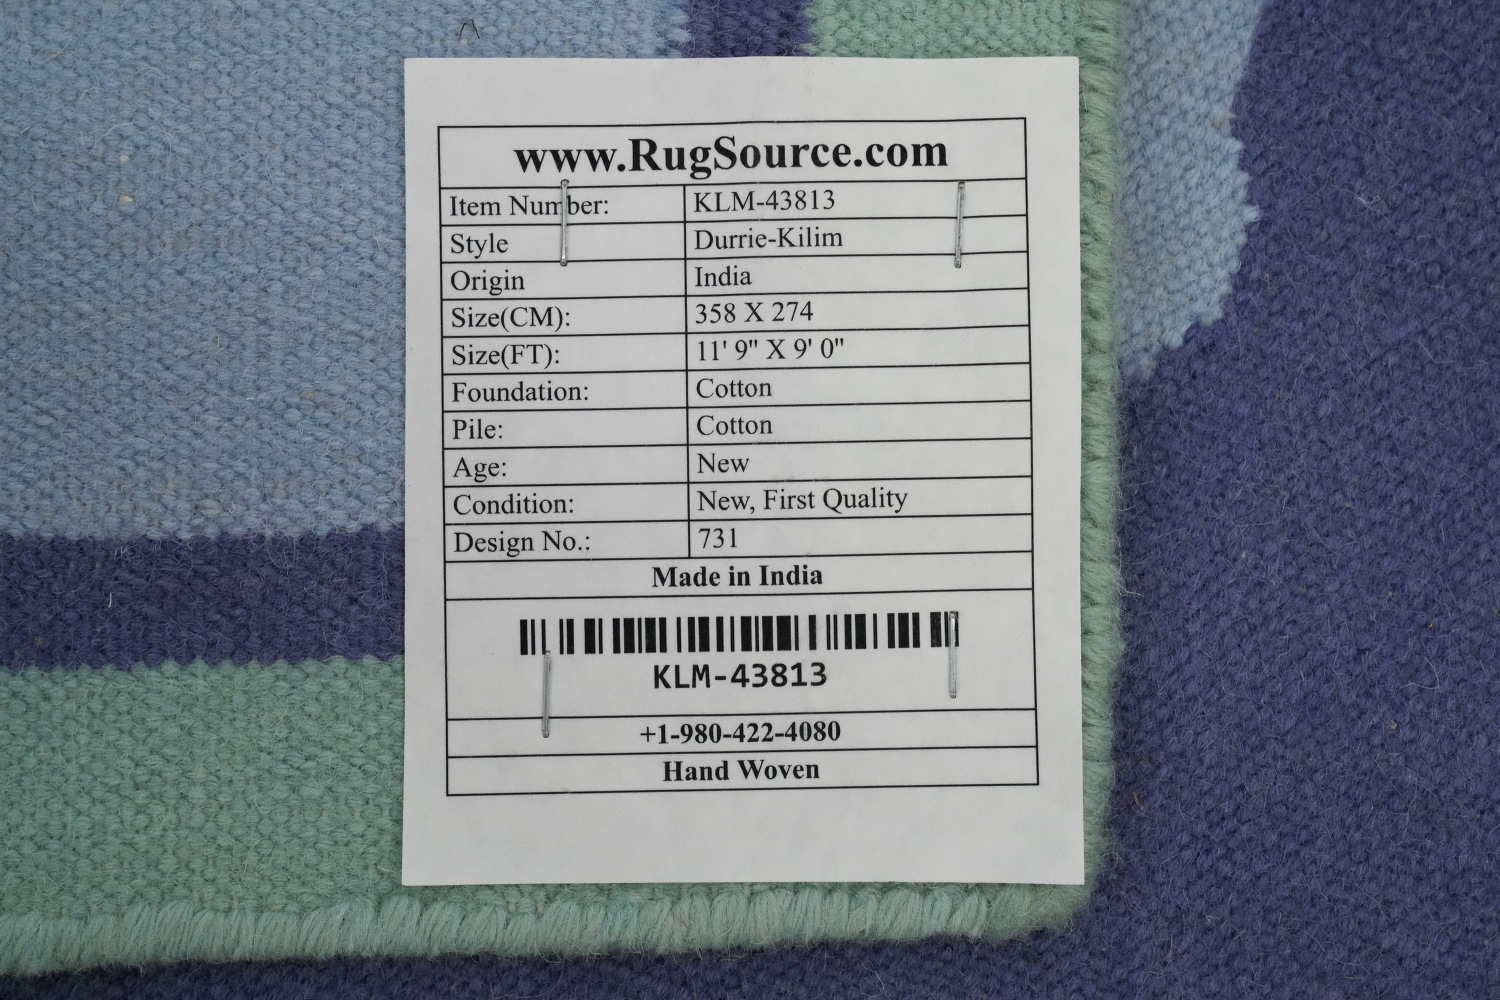 www.RugSource.com
Item Number: KLM-43813
Style Durrie-Kilim
Origin India
Size(CM): 358 X 274
Size(FT): 11' 9" X 9' 0"
Foundation: Cotton
Pile: Cotton
Age: New
Condition: New, First Quality
Design No.: 731
Made in India
KLM-43813
+1-980-422-4080
Hand Woven